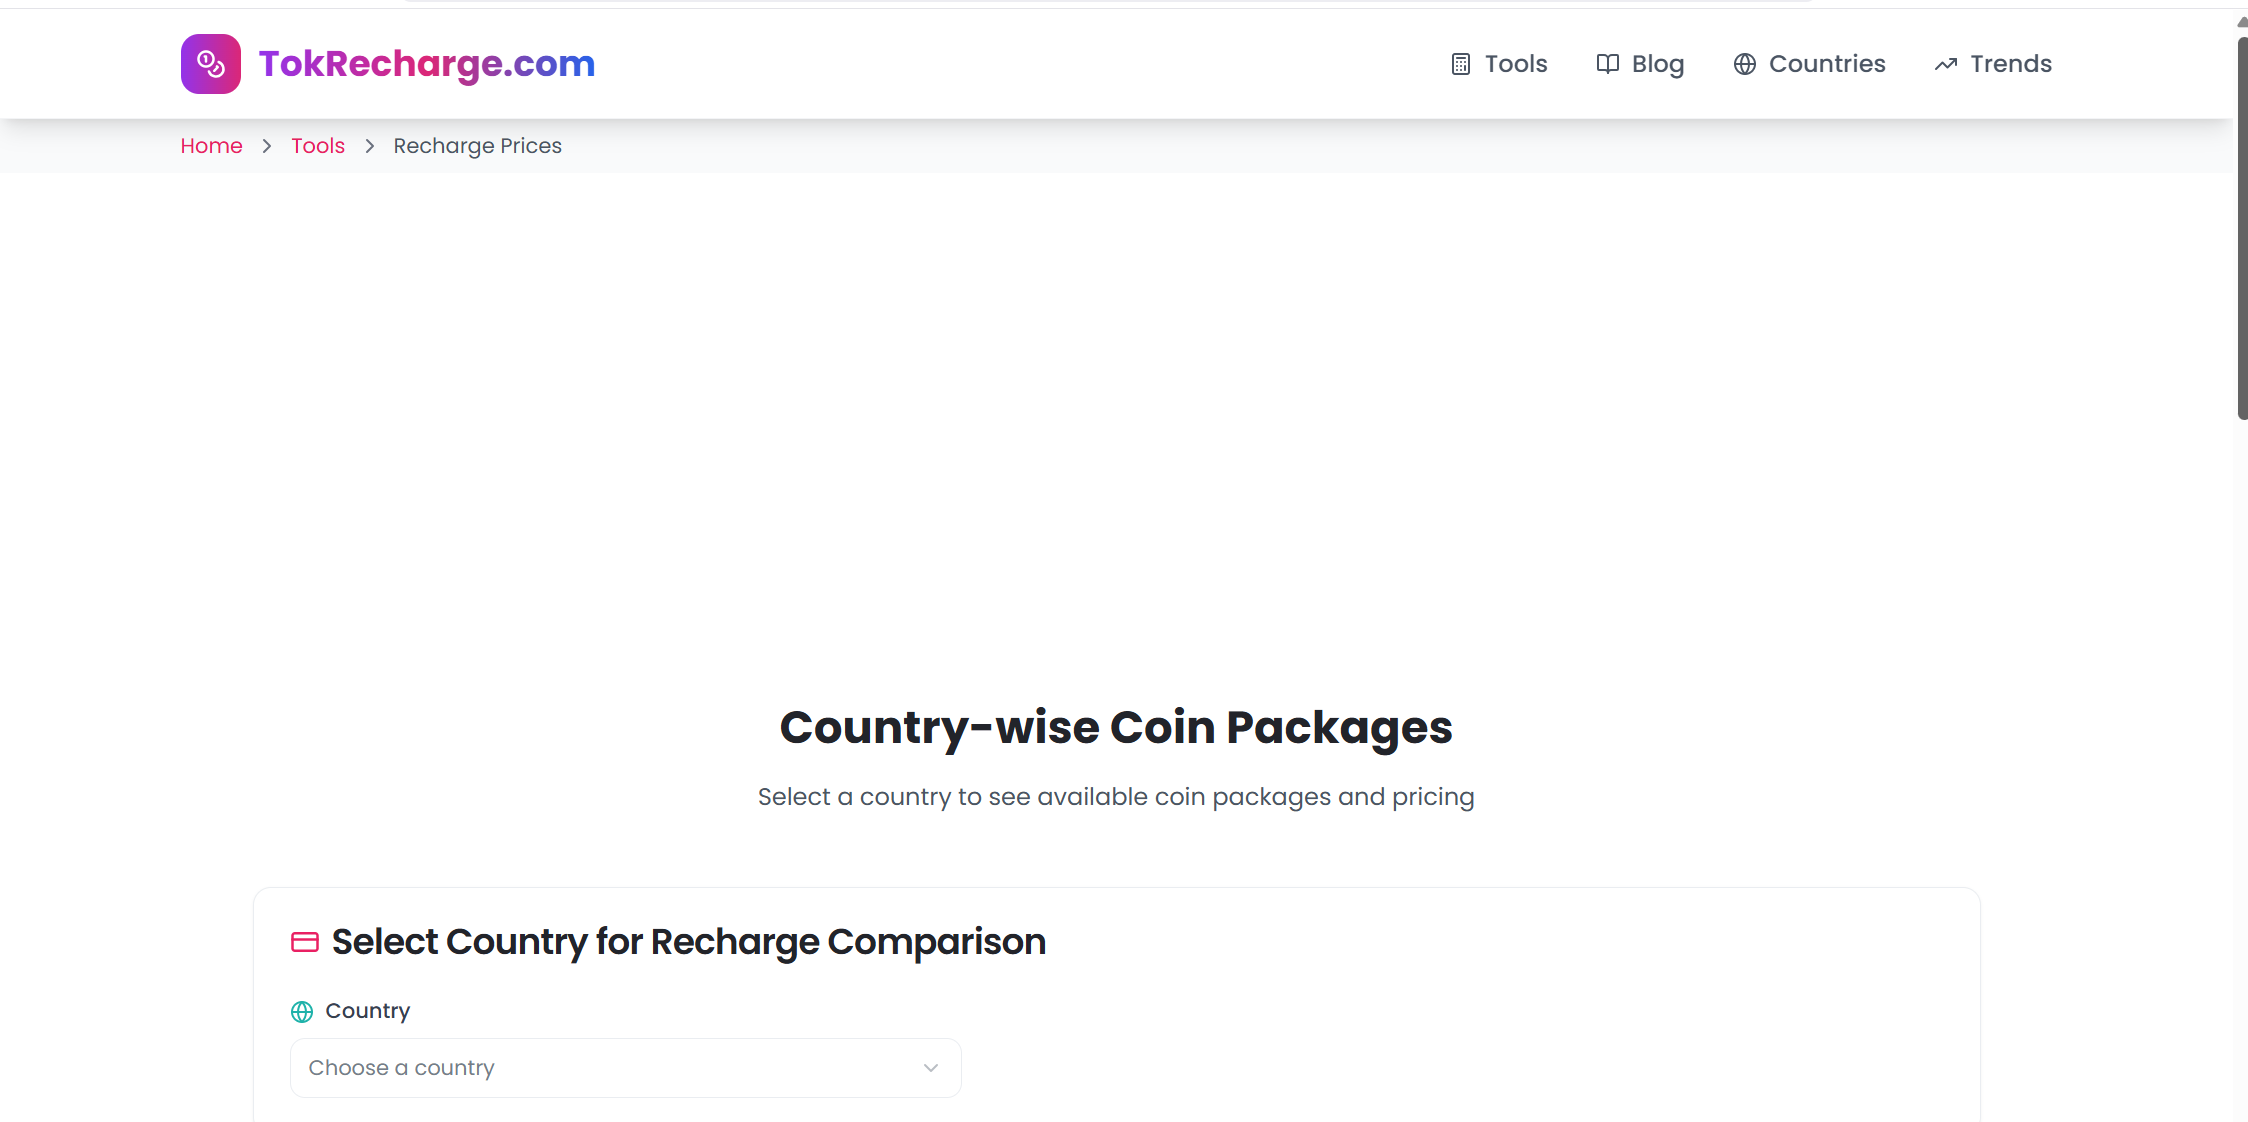 TokRecharge.com
Tools
Blog
Countries
Trends
Home > Tools > Recharge Prices
Country-wise Coin Packages
Select a country to see available coin packages and pricing
Select Country for Recharge Comparison
Country
Choose a country